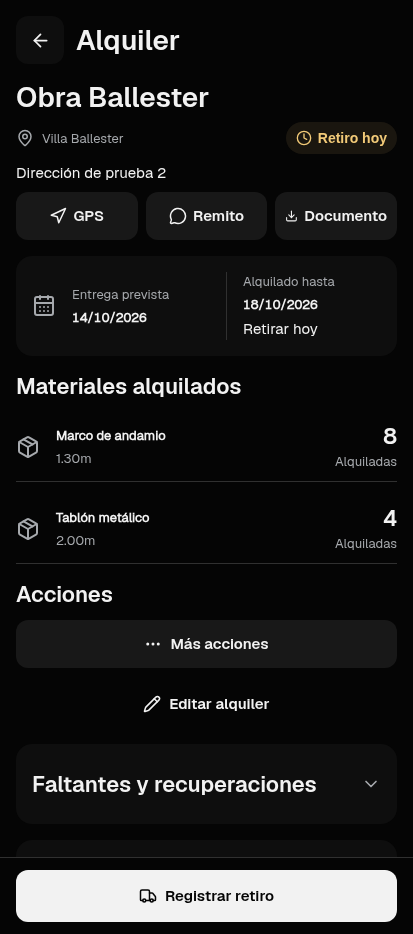 Alquiler
Obra Ballester
Villa Ballester
Retiro hoy
Dirección de prueba 2
GPS
Remito
Documento
Entrega prevista
14/10/2026
Alquilado hasta
18/10/2026
Retirar hoy
Materiales alquilados
Marco de andamio
8
1.30m
Alquiladas
Tablón metálico
4
2.00m
Alquiladas
Acciones
Más acciones
Editar alquiler
Faltantes y recuperaciones
Registrar retiro